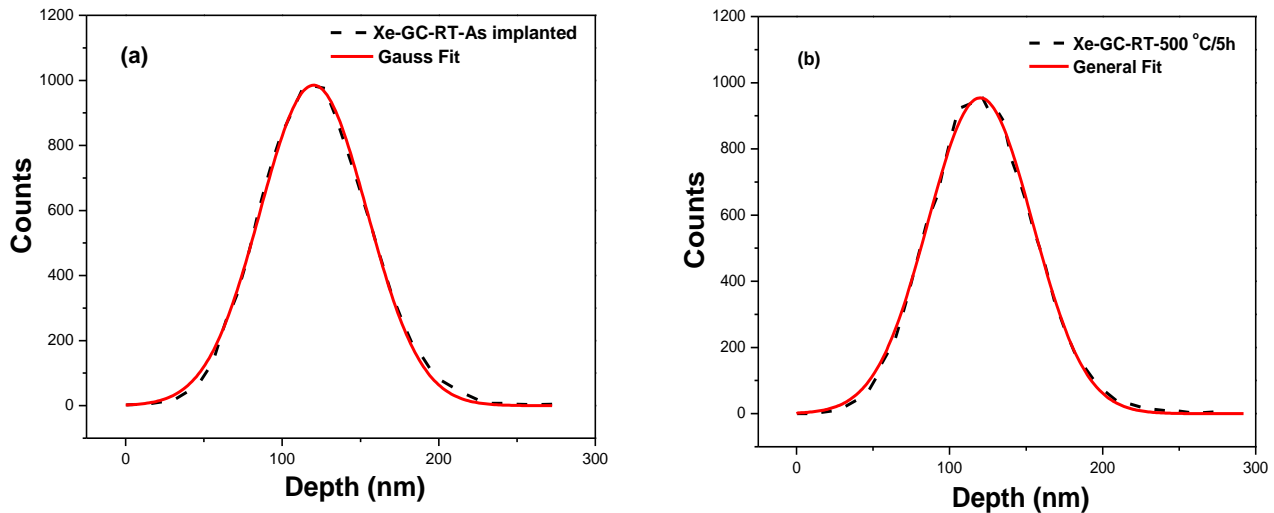 1200
(a)
Xe-GC-RT-As implanted
Gauss Fit
1000
800
600
400
200
0
Counts
0
100
200
300
Depth (nm)
1200
(b)
Xe-GC-RT-500 °C/5h
General Fit
1000
800
600
400
200
0
Counts
0
100
200
300
Depth (nm)